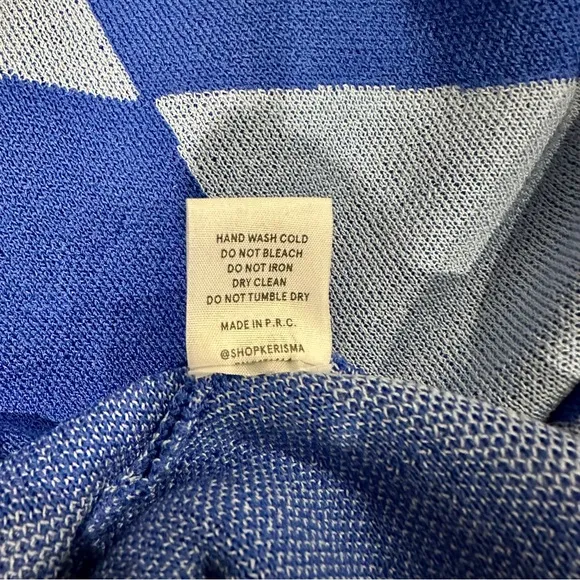 HAND WASH COLD
DO NOT BLEACH
DO NOT IRON
DRY CLEAN
DO NOT TUMBLE DRY
MADE IN P.R.C.
@SHOPKERISMA